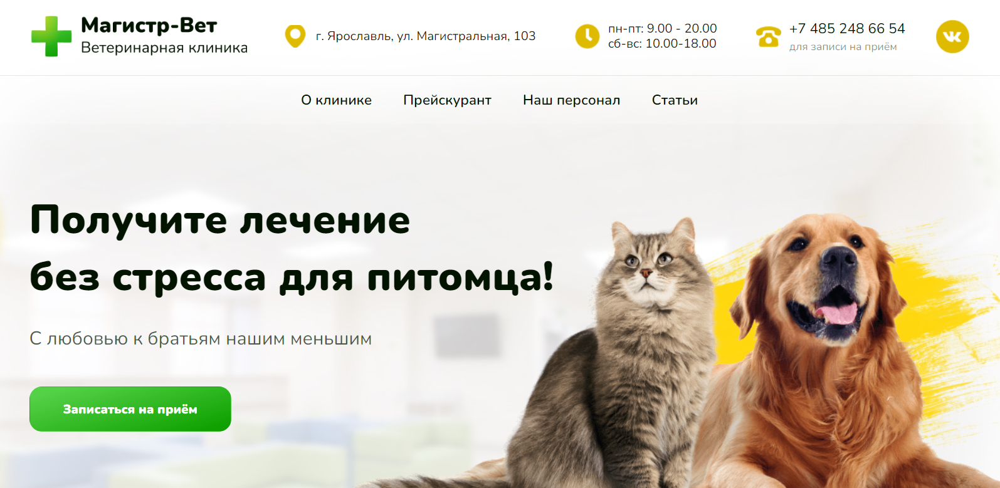 Магистр-Вет
Ветеринарная клиника
г. Ярославль, ул. Магистральная, 103
пн-пт: 9.00 - 20.00
сб-вс: 10.00-18.00
+7 485 248 66 54
для записи на приём
О клинике
Прейскурант
Наш персонал
Статьи
Получите лечение
без стресса для питомца!
С любовью к братьям нашим меньшим
Записаться на приём